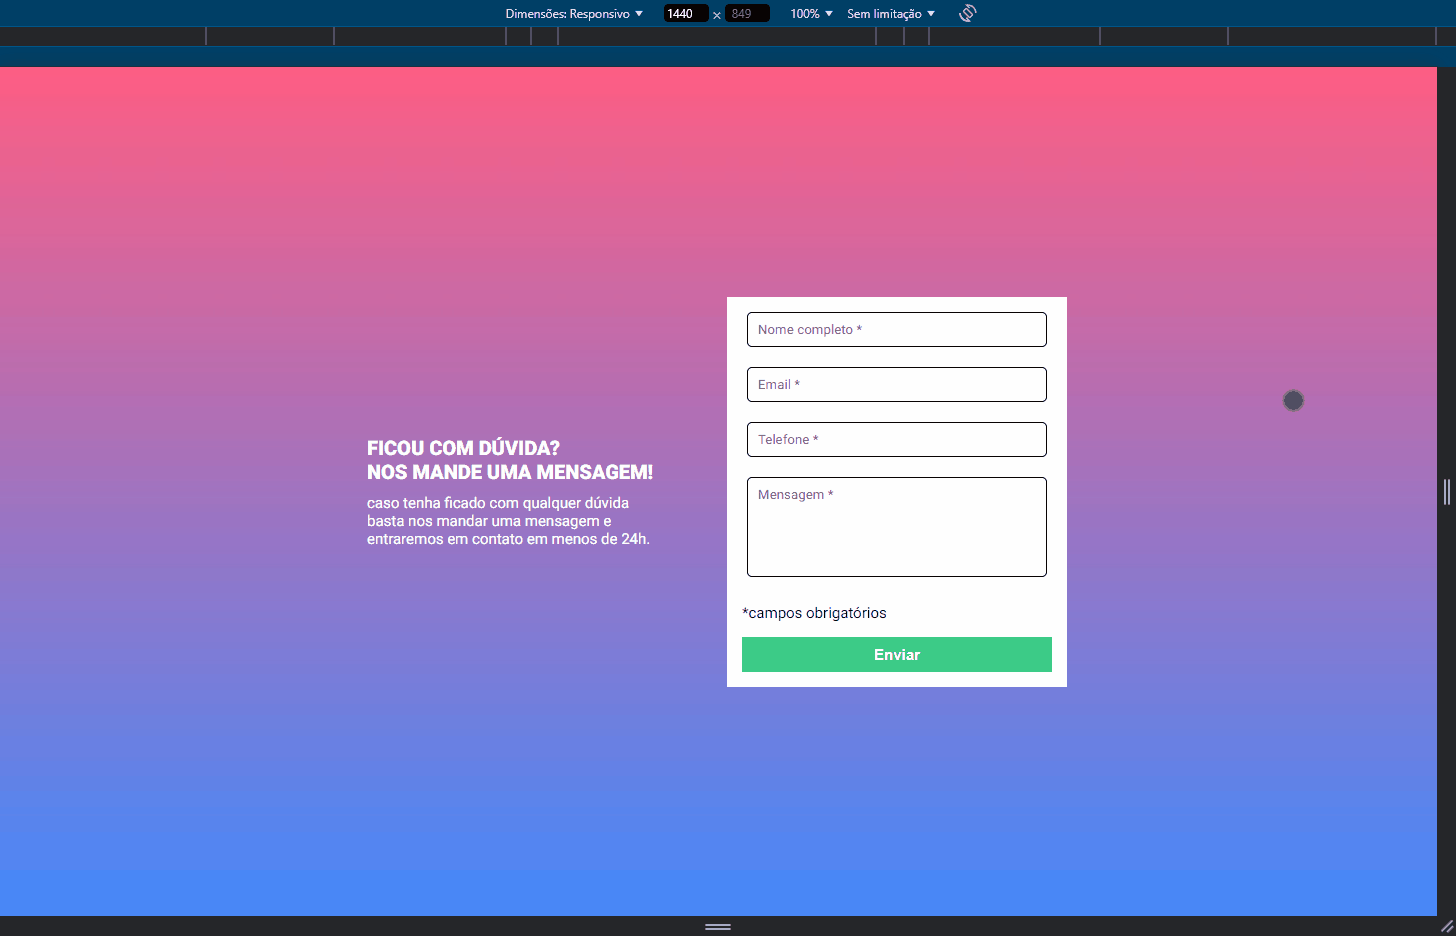 Dimensões: Responsivo ▼ 1440 × 849 100% ▼ Sem limitação ▼
FICOU COM DÚVIDA?
NOS MANDE UMA MENSAGEM!
caso tenha ficado com qualquer dúvida
basta nos mandar uma mensagem e
entraremos em contato em menos de 24h.
Nome completo *
Email *
Telefone *
Mensagem *
*campos obrigatórios
Enviar